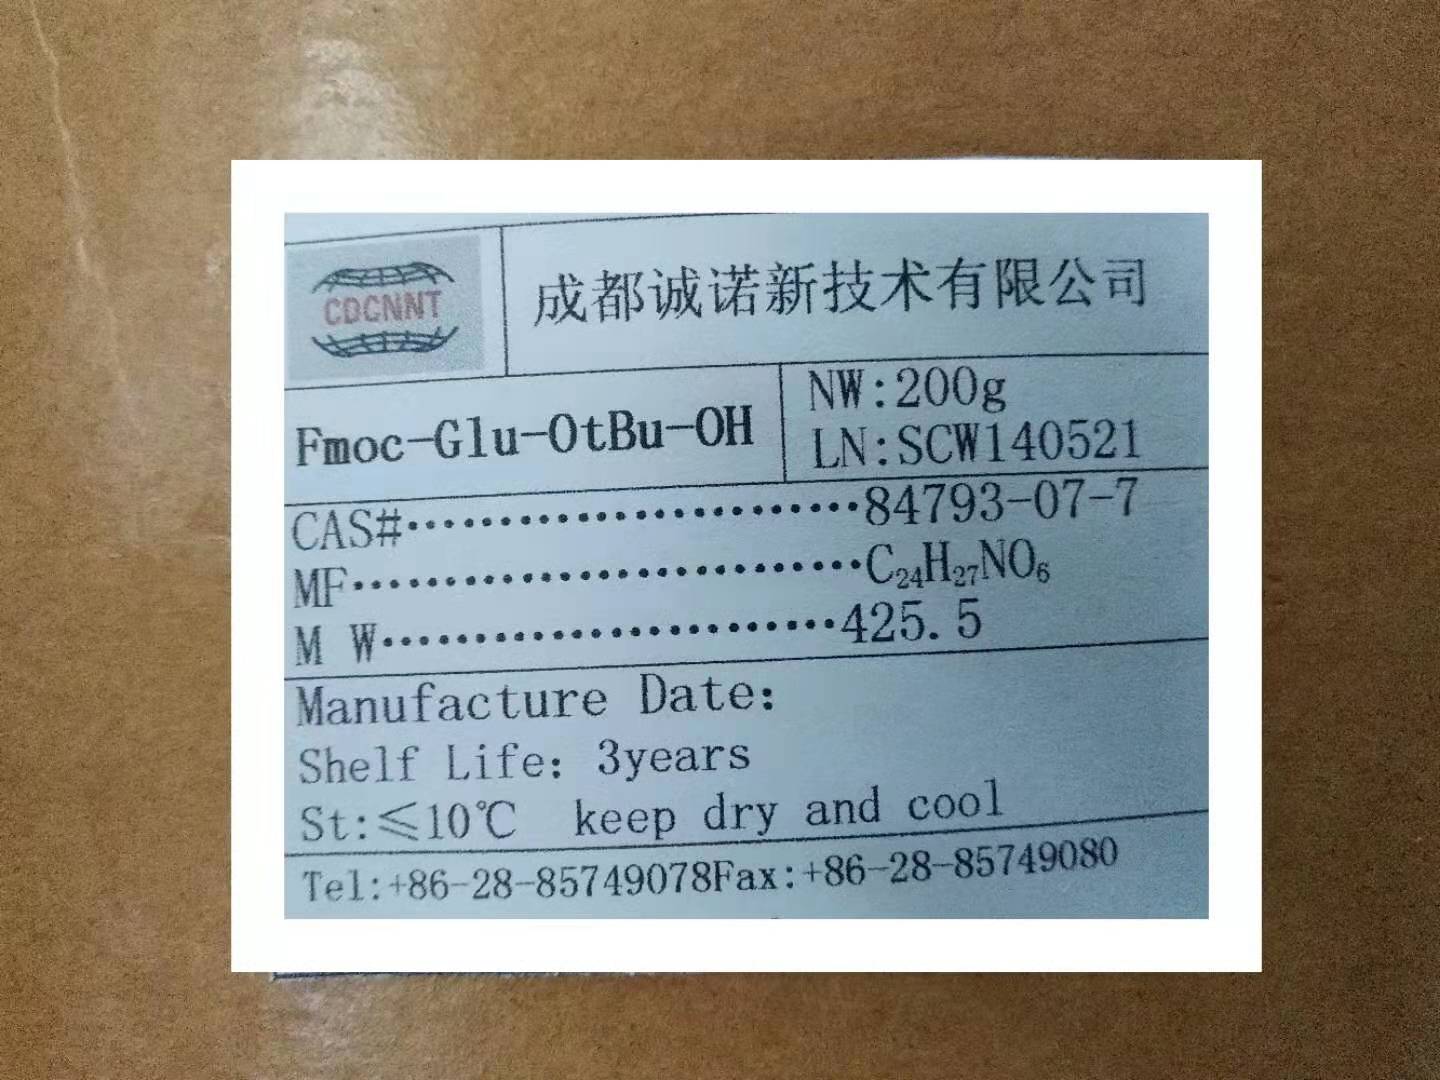 CDCNNT
成都诚诺新技术有限公司
Fmoc-Glu-OtBu-OH
NW:200g
LN:SCW140521
CAS#························84793-07-7
MF···························C₂₄H₂₇NO₆
M W························425.5
Manufacture Date:
Shelf Life: 3years
St:≤10℃ keep dry and cool
Tel:+86-28-85749078Fax:+86-28-85749080